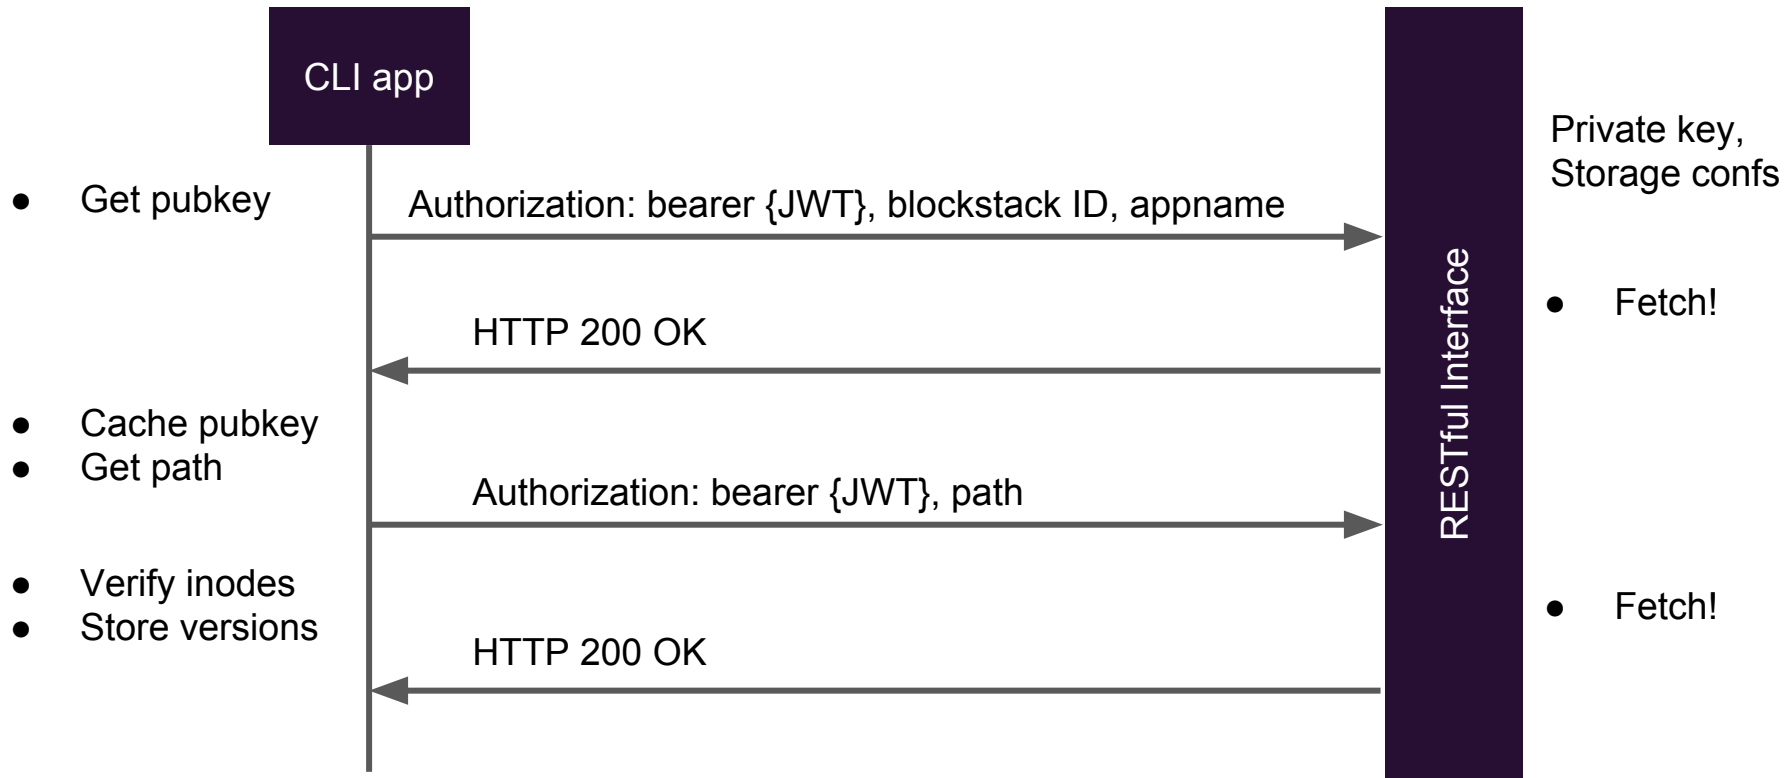 CLI app
Private key,
Storage confs
● Get pubkey
Authorization: bearer {JWT}, blockstack ID, appname
RESTful Interface
● Fetch!
HTTP 200 OK
● Cache pubkey
● Get path
Authorization: bearer {JWT}, path
● Verify inodes
● Store versions
● Fetch!
HTTP 200 OK